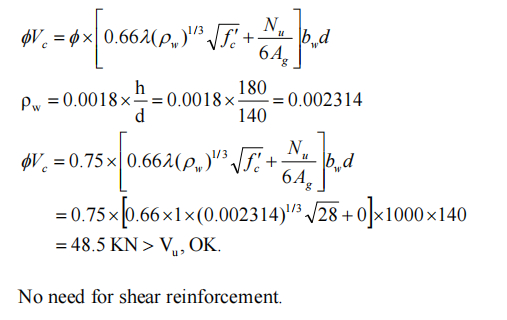 ϕV_c = ϕ × [0.66λ(ρ_w)^{1/3} √f'_c + N_u / 6A_g] b_w d
ρ_w = 0.0018 × h/d = 0.0018 × 180/140 = 0.002314
ϕV_c = 0.75 × [0.66λ(ρ_w)^{1/3} √f'_c + N_u / 6A_g] b_w d
= 0.75 × [0.66 × 1 × (0.002314)^{1/3} √28 + 0] × 1000 × 140
= 48.5 KN > V_u, OK.
No need for shear reinforcement.